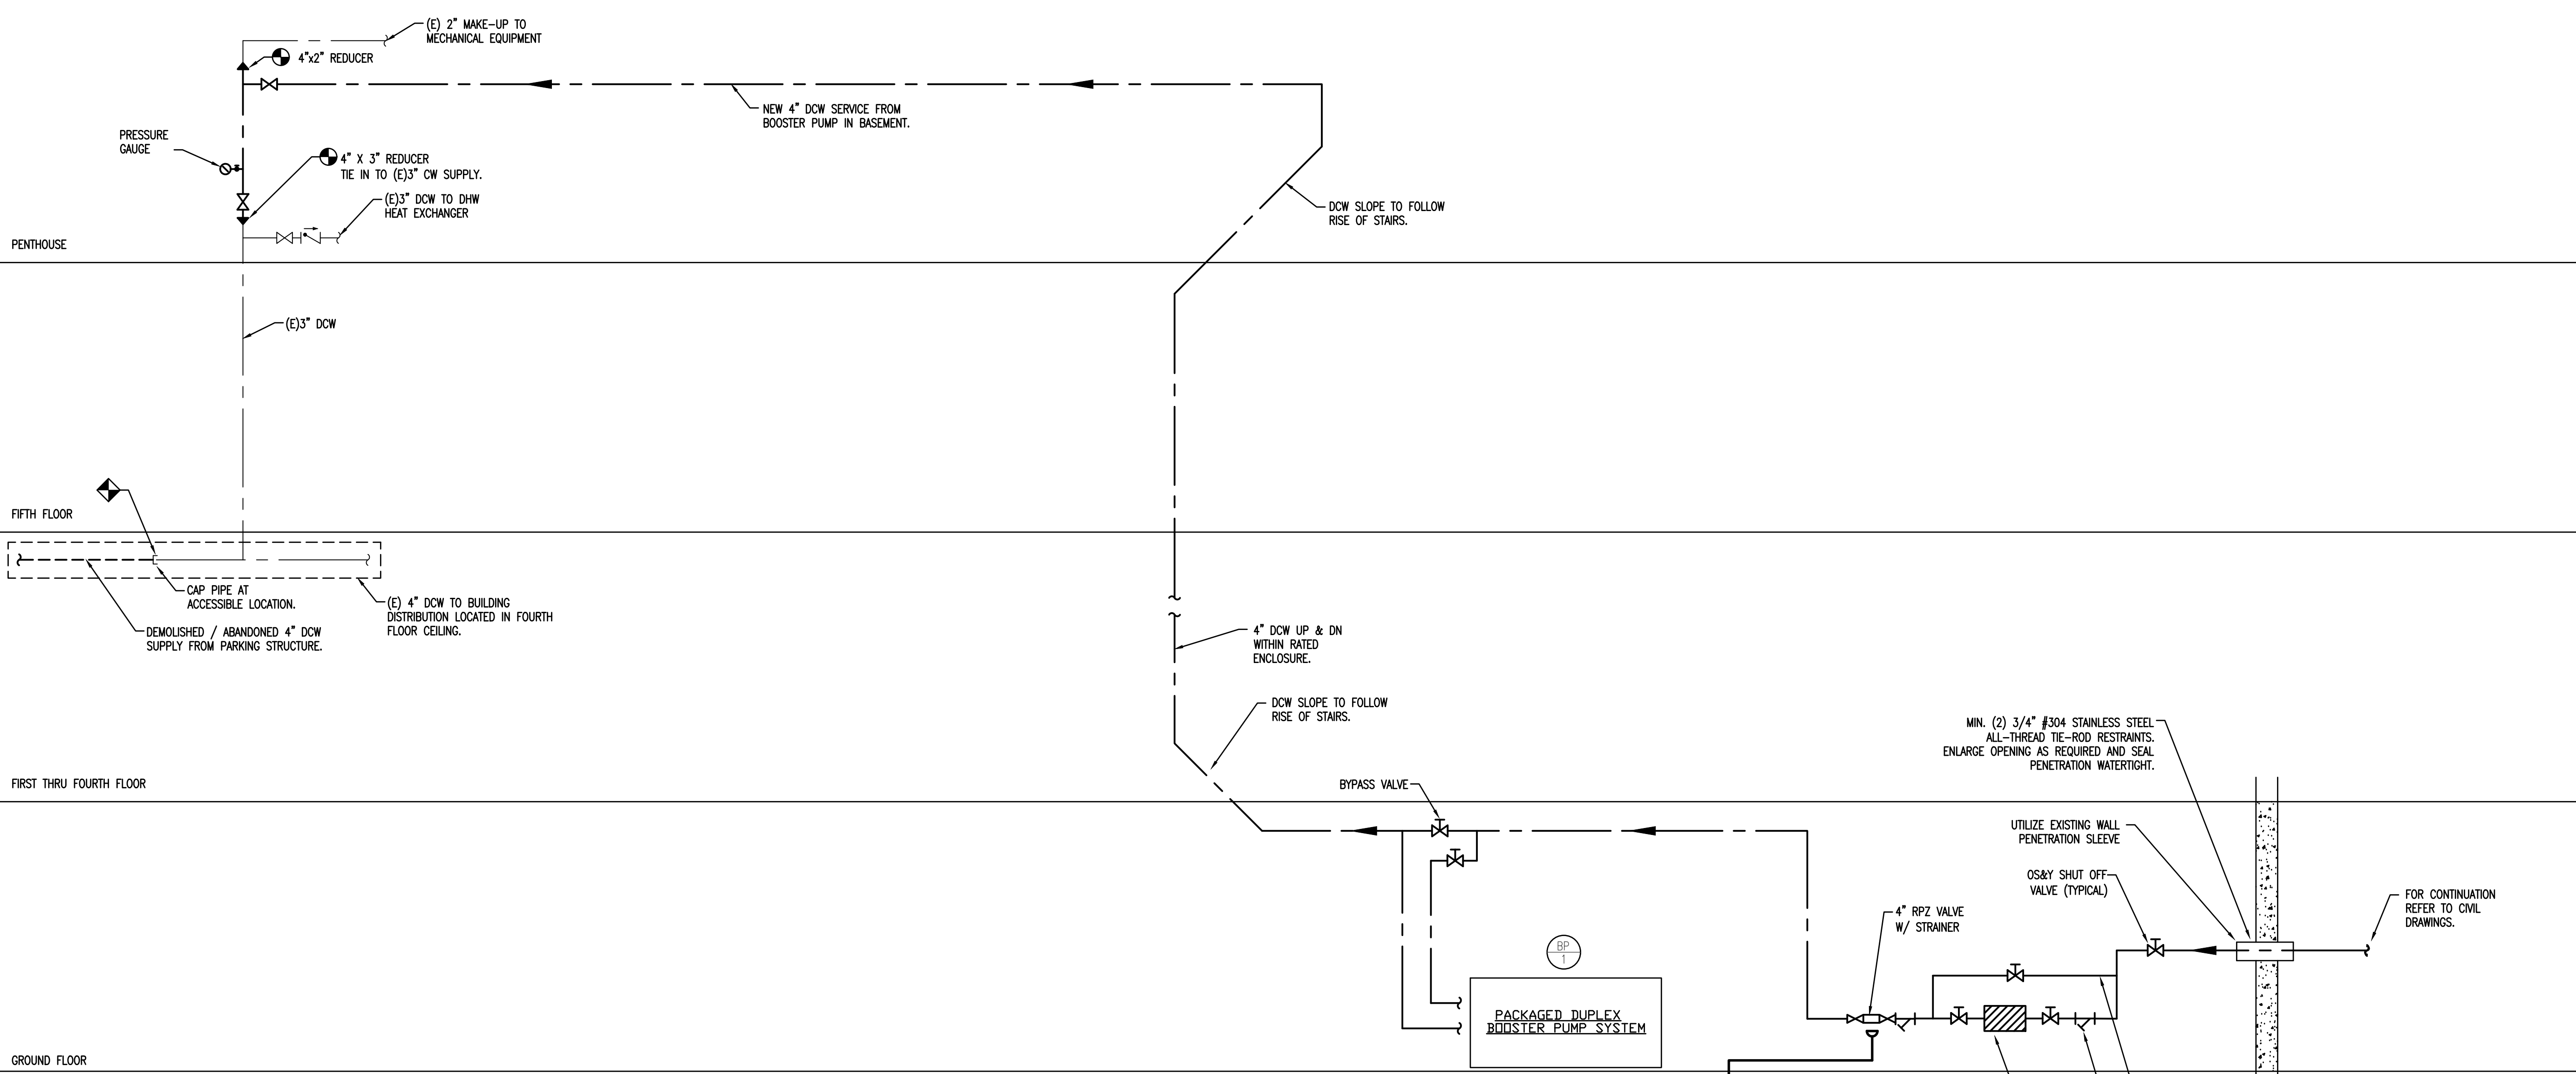 (E) 2" MAKE-UP TO
MECHANICAL EQUIPMENT
4"x2" REDUCER
NEW 4" DCW SERVICE FROM
BOOSTER PUMP IN BASEMENT.
PRESSURE
GAUGE
4" X 3" REDUCER
TIE IN TO (E)3" CW SUPPLY.
(E)3" DCW TO DHW
HEAT EXCHANGER
DCW SLOPE TO FOLLOW
RISE OF STAIRS.
PENTHOUSE
(E)3" DCW
FIFTH FLOOR
CAP PIPE AT
ACCESSIBLE LOCATION.
(E) 4" DCW TO BUILDING
DISTRIBUTION LOCATED IN FOURTH
FLOOR CEILING.
DEMOLISHED / ABANDONED 4" DCW
SUPPLY FROM PARKING STRUCTURE.
4" DCW UP & DN
WITHIN RATED
ENCLOSURE.
DCW SLOPE TO FOLLOW
RISE OF STAIRS.
MIN. (2) 3/4" #304 STAINLESS STEEL
ALL-THREAD TIE-ROD RESTRAINTS.
ENLARGE OPENING AS REQUIRED AND SEAL
PENETRATION WATERTIGHT.
FIRST THRU FOURTH FLOOR
BYPASS VALVE
UTILIZE EXISTING WALL
PENETRATION SLEEVE
OS&Y SHUT OFF
VALVE (TYPICAL)
FOR CONTINUATION
REFER TO CIVIL
DRAWINGS.
4" RPZ VALVE
W/ STRAINER
BP
1
PACKAGED DUPLEX
BOOSTER PUMP SYSTEM
GROUND FLOOR